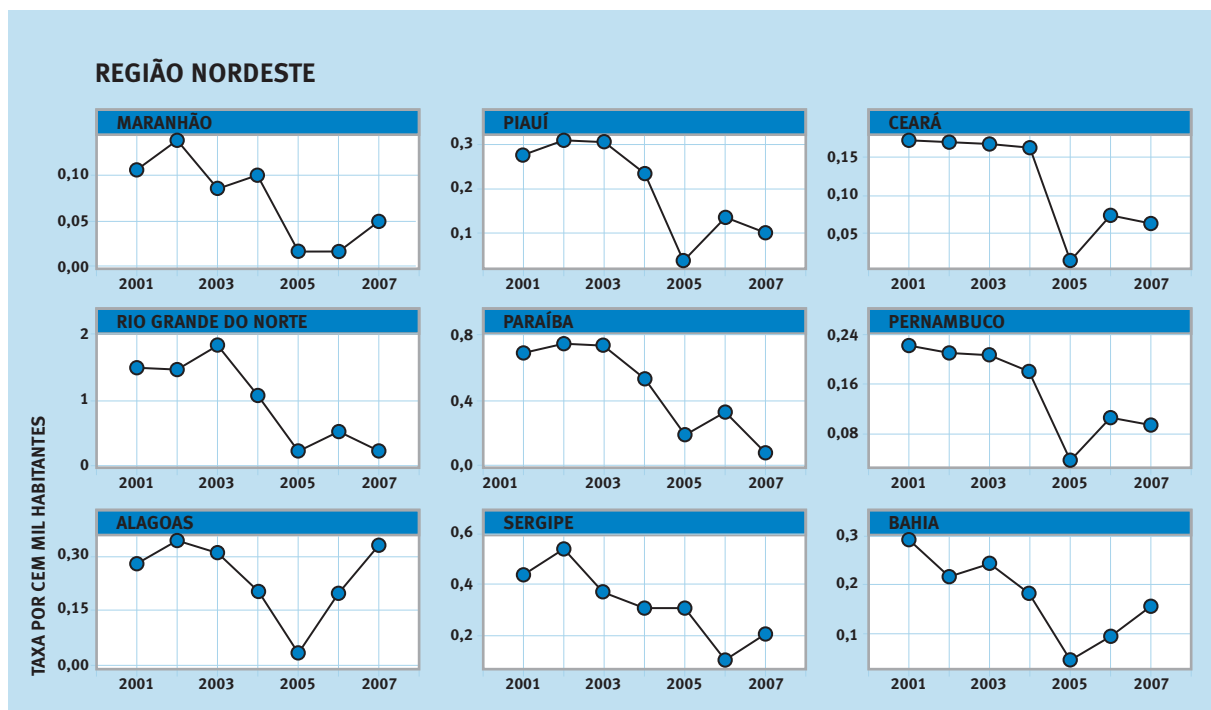 REGIÃO NORDESTE
TAXA POR CEM MIL HABITANTES
MARANHÃO
0,10
0,05
0,00
2001 2003 2005 2007
PIAUÍ
0,3
0,2
0,1
2001 2003 2005 2007
CEARÁ
0,15
0,10
0,05
2001 2003 2005 2007
RIO GRANDE DO NORTE
2
1
0
2001 2003 2005 2007
PARAÍBA
0,8
0,4
0,0
2001 2003 2005 2007
PERNAMBUCO
0,24
0,16
0,08
2001 2003 2005 2007
ALAGOAS
0,30
0,15
0,00
2001 2003 2005 2007
SERGIPE
0,6
0,4
0,2
2001 2003 2005 2007
BAHIA
0,3
0,2
0,1
2001 2003 2005 2007